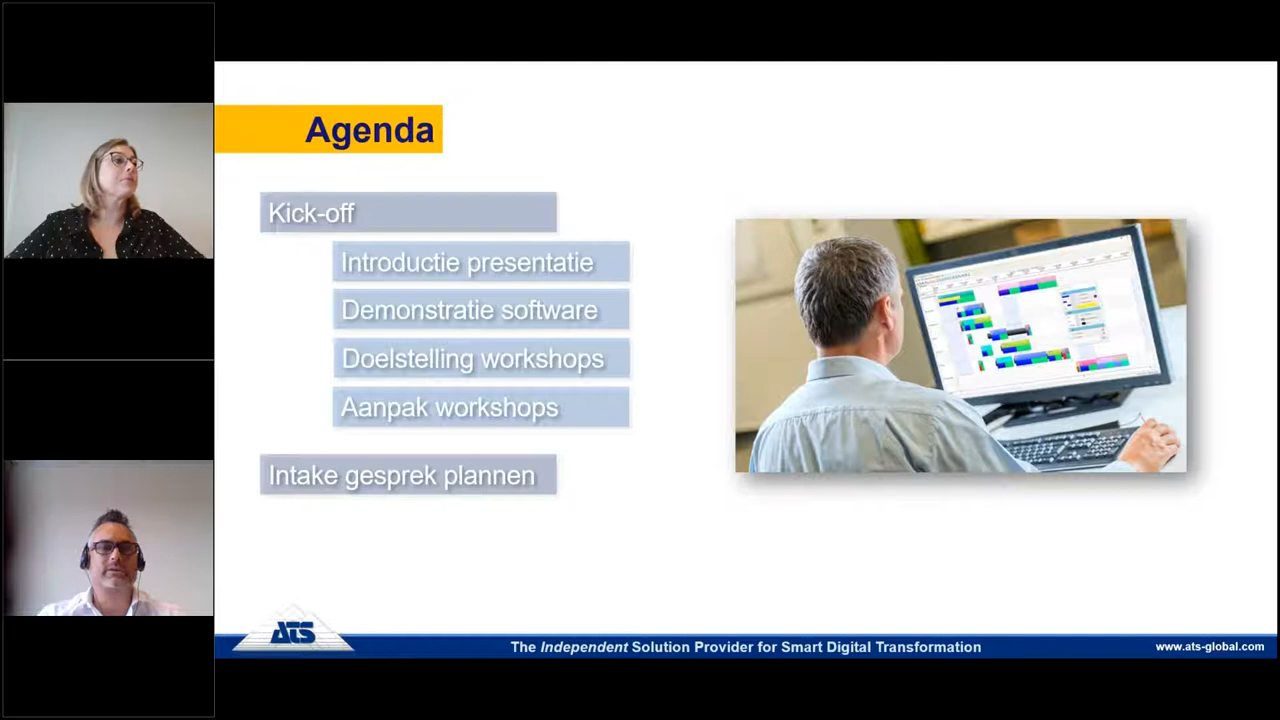 Agenda
Kick-off
Introductie presentatie
Demonstratie software
Doelstelling workshops
Aanpak workshops
Intake gesprek plannen
ATS
The Independent Solution Provider for Smart Digital Transformation
www.ats-global.com